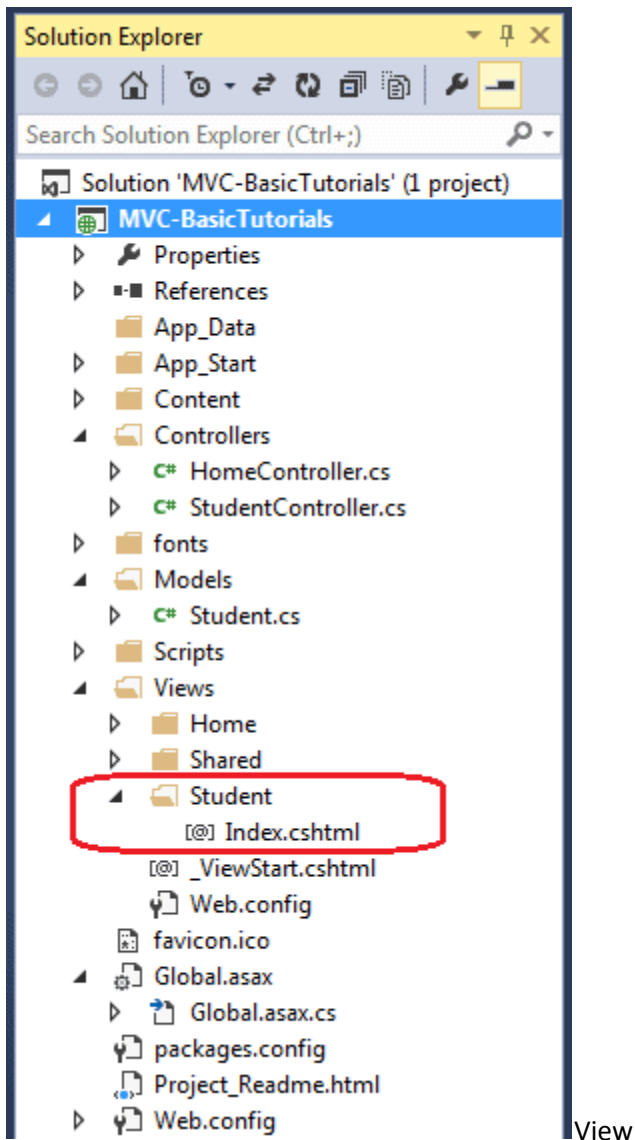 Solution Explorer
Search Solution Explorer (Ctrl+;)
Solution 'MVC-BasicTutorials' (1 project)
MVC-BasicTutorials
Properties
References
App_Data
App_Start
Content
Controllers
C# HomeController.cs
C# StudentController.cs
fonts
Models
C# Student.cs
Scripts
Views
Home
Shared
Student
[@] Index.cshtml
[@] _ViewStart.cshtml
Web.config
favicon.ico
Global.asax
Global.asax.cs
packages.config
Project_Readme.html
Web.config
View